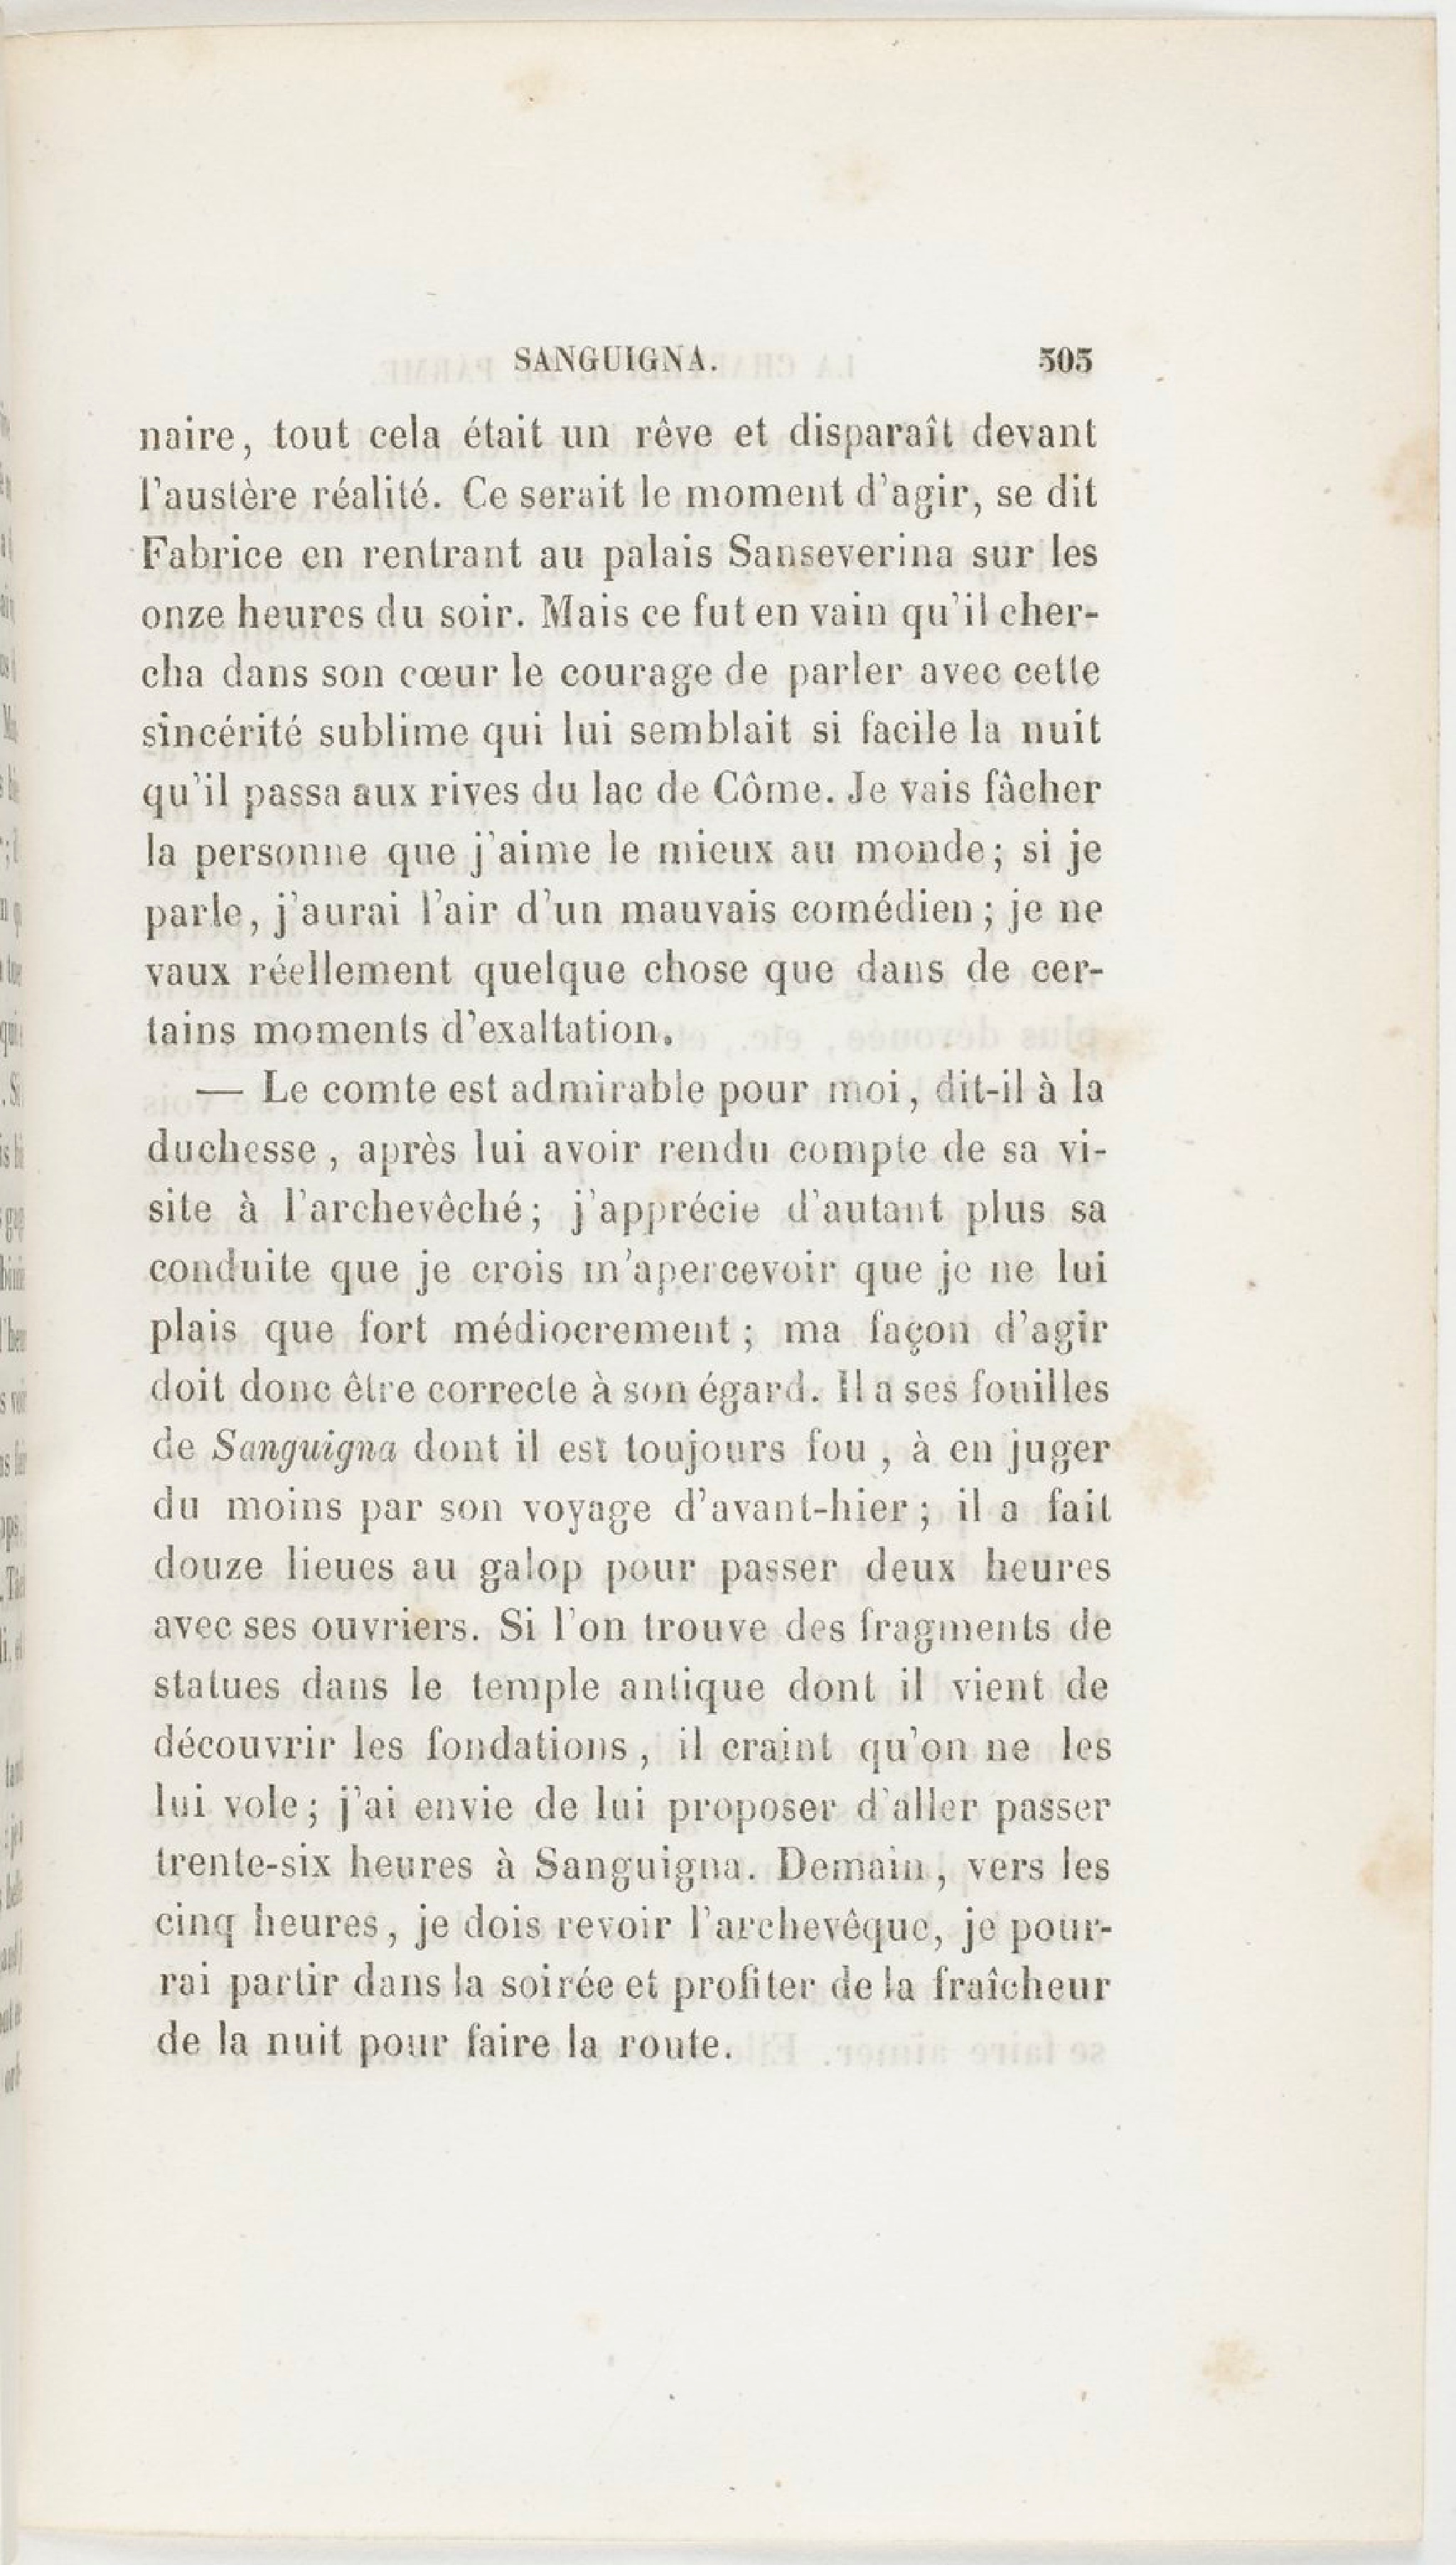 SANGUIGNA. 305
naire, tout cela était un rêve et disparaît devant
l'austère réalité. Ce serait le moment d'agir, se dit
Fabrice en rentrant au palais Sanseverina sur les
onze heures du soir. Mais ce fut en vain qu'il cher-
cha dans son cœur le courage de parler avec cette
sincérité sublime qui lui semblait si facile la nuit
qu'il passa aux rives du lac de Côme. Je vais fâcher
la personne que j'aime le mieux au monde; si je
parle, j'aurai l'air d'un mauvais comédien; je ne
vaux réellement quelque chose que dans de cer-
tains moments d'exaltation.
— Le comte est admirable pour moi, dit-il à la
duchesse, après lui avoir rendu compte de sa vi-
site à l'archevêché; j'apprécie d'autant plus sa
conduite que je crois m'apercevoir que je ne lui
plais que fort médiocrement; ma façon d'agir
doit donc être correcte à son égard. Il a ses fouilles
de Sanguigna dont il est toujours fou, à en juger
du moins par son voyage d'avant-hier; il a fait
douze lieues au galop pour passer deux heures
avec ses ouvriers. Si l'on trouve des fragments de
statues dans le temple antique dont il vient de
découvrir les fondations, il craint qu'on ne les
lui vole; j'ai envie de lui proposer d'aller passer
trente-six heures à Sanguigna. Demain, vers les
cinq heures, je dois revoir l'archevêque, je pour-
rai partir dans la soirée et profiter de la fraîcheur
de la nuit pour faire la route.